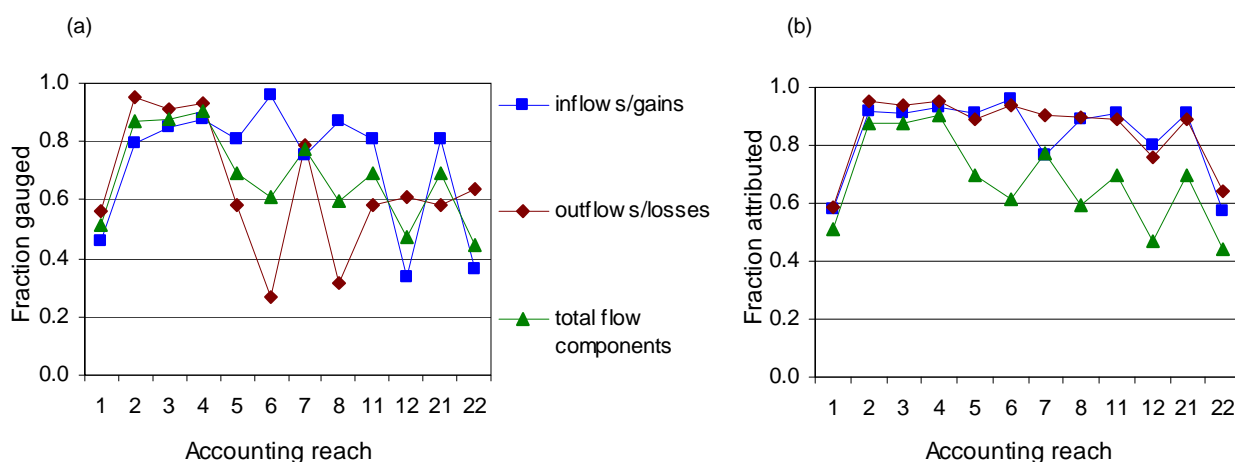 (a)
Fraction gauged
1.0
0.8
0.6
0.4
0.2
0.0
1 2 3 4 5 6 7 8 11 12 21 22
Accounting reach
inflows/gains
outflows/losses
total flow
components
(b)
Fraction attributed
1.0
0.8
0.6
0.4
0.2
0.0
1 2 3 4 5 6 7 8 11 12 21 22
Accounting reach